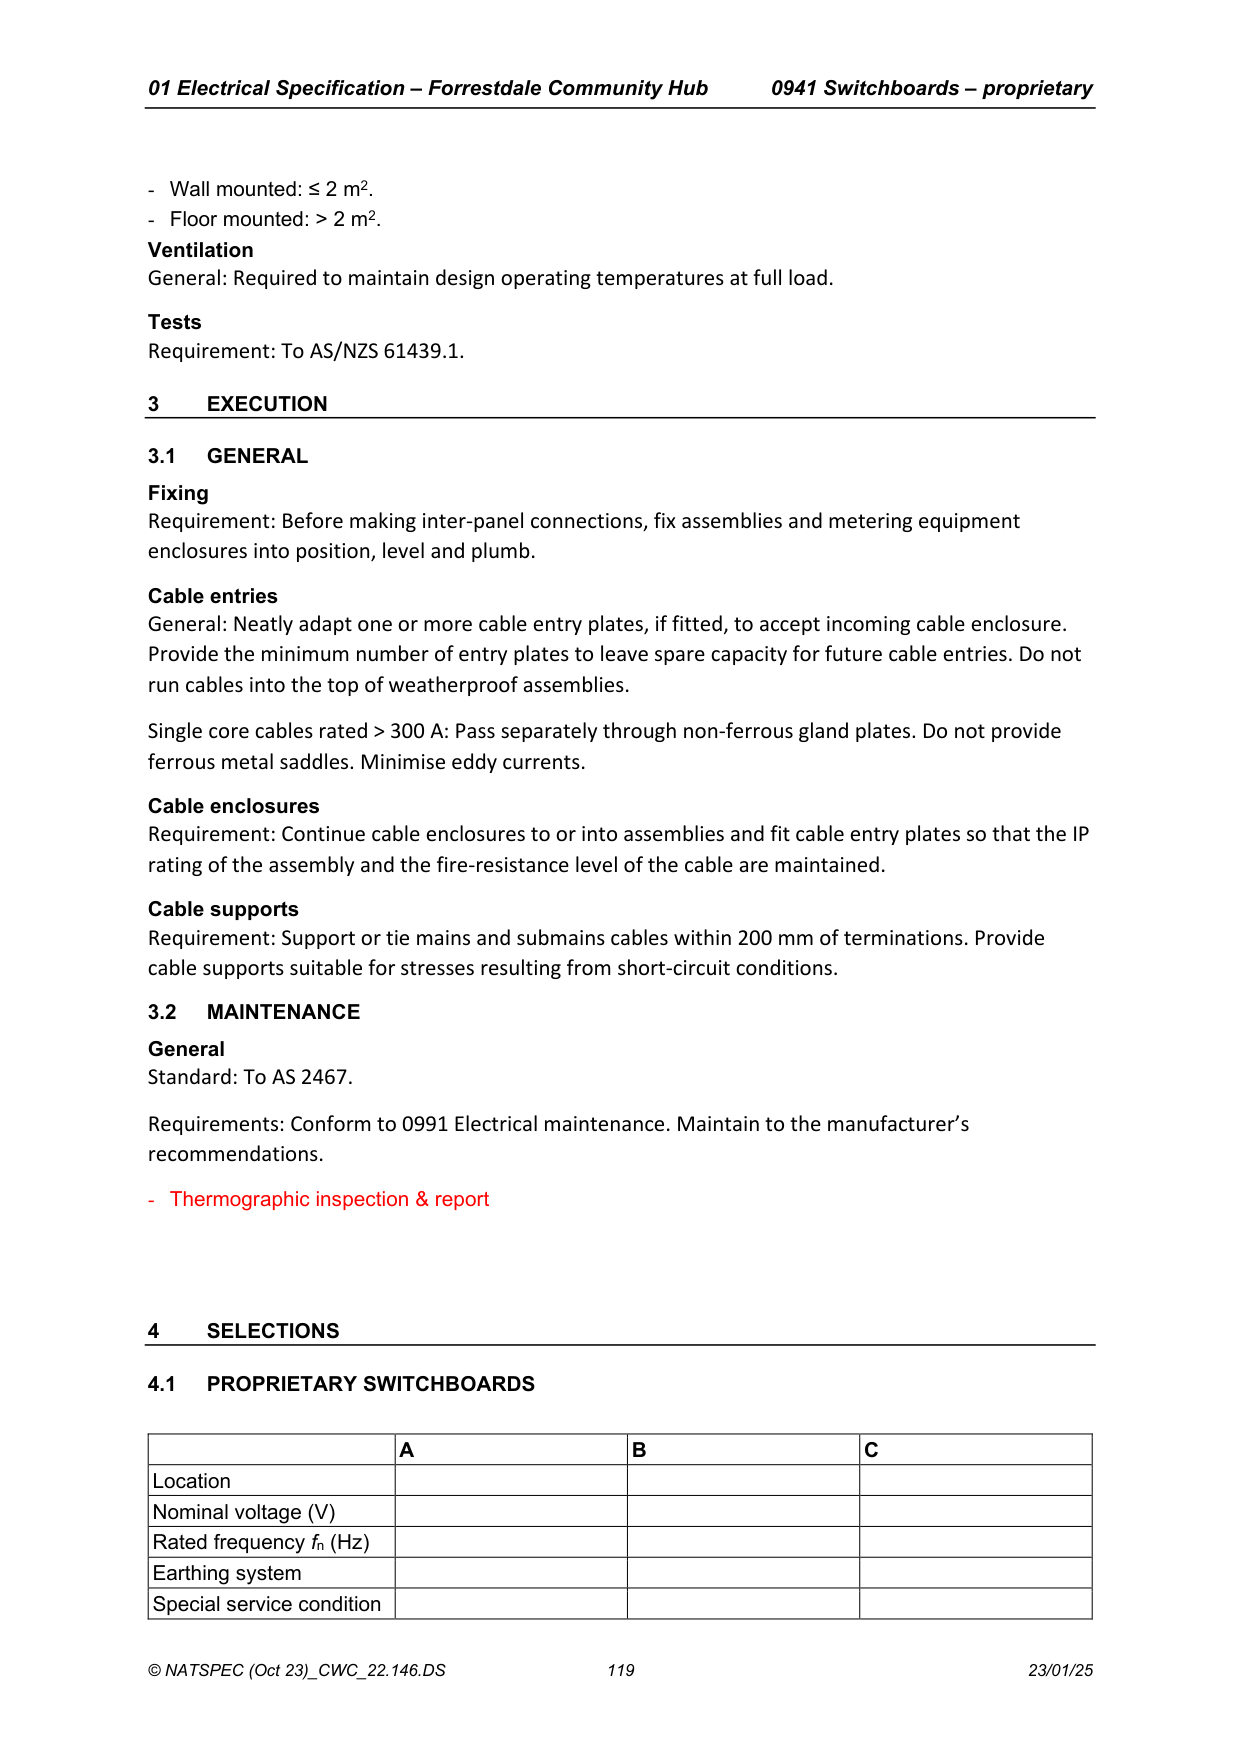 01 Electrical Specification – Forrestdale Community Hub 0941 Switchboards – proprietary
- Wall mounted: ≤ 2 m².
- Floor mounted: > 2 m².
Ventilation
General: Required to maintain design operating temperatures at full load.
Tests
Requirement: To AS/NZS 61439.1.
3 EXECUTION
3.1 GENERAL
Fixing
Requirement: Before making inter-panel connections, fix assemblies and metering equipment
enclosures into position, level and plumb.
Cable entries
General: Neatly adapt one or more cable entry plates, if fitted, to accept incoming cable enclosure.
Provide the minimum number of entry plates to leave spare capacity for future cable entries. Do not
run cables into the top of weatherproof assemblies.
Single core cables rated > 300 A: Pass separately through non-ferrous gland plates. Do not provide
ferrous metal saddles. Minimise eddy currents.
Cable enclosures
Requirement: Continue cable enclosures to or into assemblies and fit cable entry plates so that the IP
rating of the assembly and the fire-resistance level of the cable are maintained.
Cable supports
Requirement: Support or tie mains and submains cables within 200 mm of terminations. Provide
cable supports suitable for stresses resulting from short-circuit conditions.
3.2 MAINTENANCE
General
Standard: To AS 2467.
Requirements: Conform to 0991 Electrical maintenance. Maintain to the manufacturer’s
recommendations.
- Thermographic inspection & report
4 SELECTIONS
4.1 PROPRIETARY SWITCHBOARDS
A B C
Location
Nominal voltage (V)
Rated frequency fn (Hz)
Earthing system
Special service condition
© NATSPEC (Oct 23)_CWC_22.146.DS 119 23/01/25